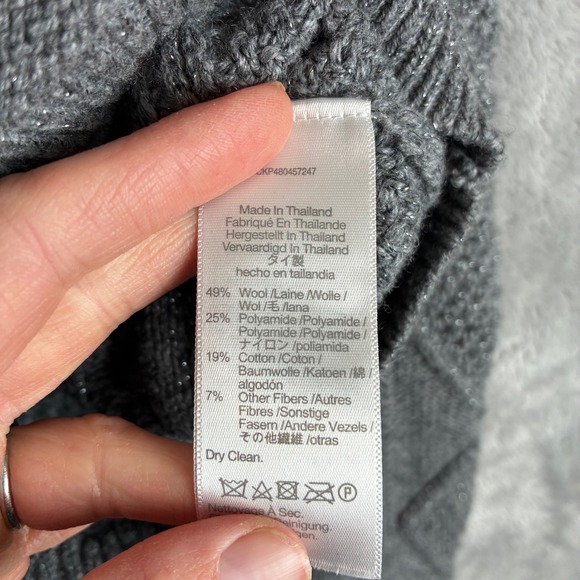 CKP480457247
Made In Thailand
Fabriqué En Thaïlande
Hergestellt In Thailand
Vervaardigd In Thailand
タイ製
hecho en tailandia
49% Wool /Laine /Wolle /
Wol /毛 /lana
25% Polyamide /Polyamide /
Polyamide /Polyamide /
ナイロン /poliamida
19% Cotton /Coton /
Baumwolle /Katoen /綿 /
algodón
7% Other Fibers /Autres
Fibres /Sonstige
Fasern /Andere Vezels /
その他繊維 /otras
Dry Clean.
P
Nettoyage À Sec.